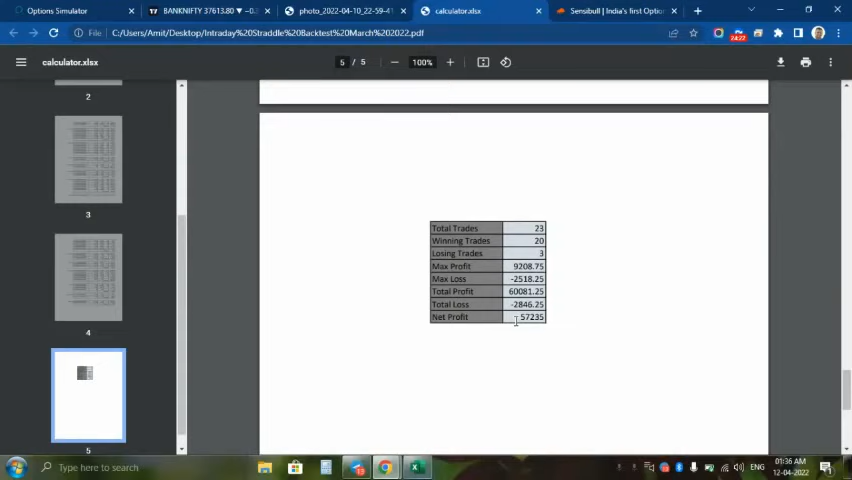 Options Simulator
BANKNIFTY 37613.80
photo_2022-04-10_22-59-41
calculator.xlsx
Sensibull | India's first Option
File
C:/Users/Amit/Desktop/Intraday%20Straddle%20Backtest%20March%202022.pdf
24:22
calculator.xlsx
5 / 5
100%
2
3
4
5
Total Trades 23
Winning Trades 20
Losing Trades 3
Max Profit 9208.75
Max Loss -2518.25
Total Profit 60081.25
Total Loss -2846.25
Net Profit 57235
Type here to search
ENG
01:36 AM
12-04-2022